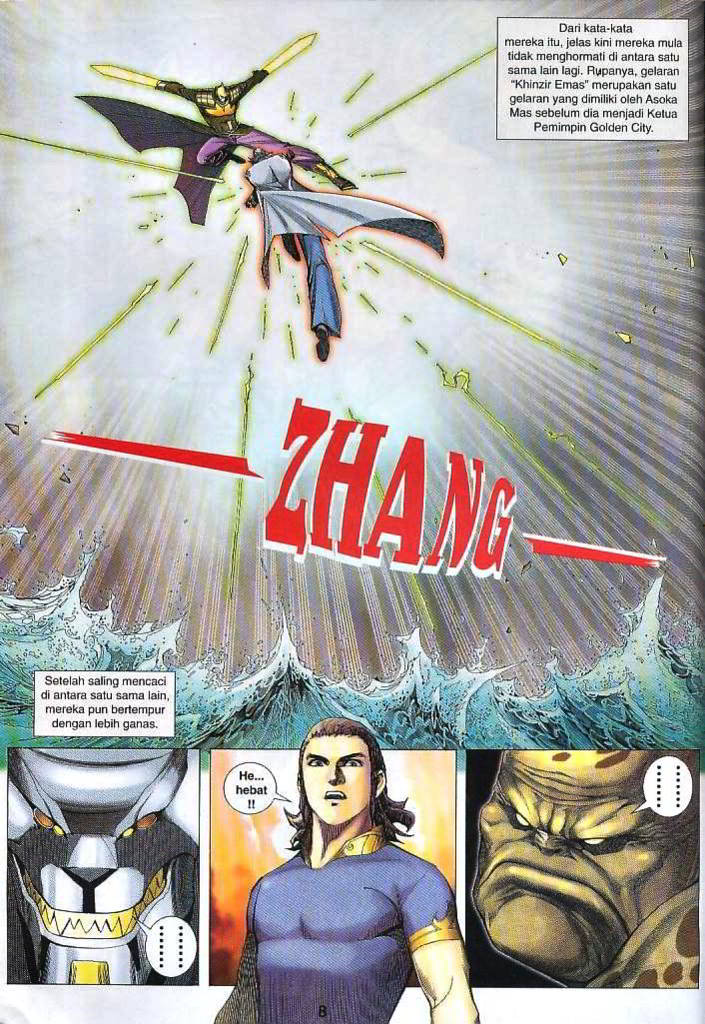 Dari kata-kata
mereka itu, jelas kini mereka mula
tidak menghormati di antara satu
sama lain lagi. Rupanya, gelaran
"Khinzir Emas" merupakan satu
gelaran yang dimiliki oleh Asoka
Mas sebelum dia menjadi Ketua
Pemimpin Golden City.
ZHANG
Setelah saling mencaci
di antara satu sama lain,
mereka pun bertempur
dengan lebih ganas.
He...
hebat
!!
8